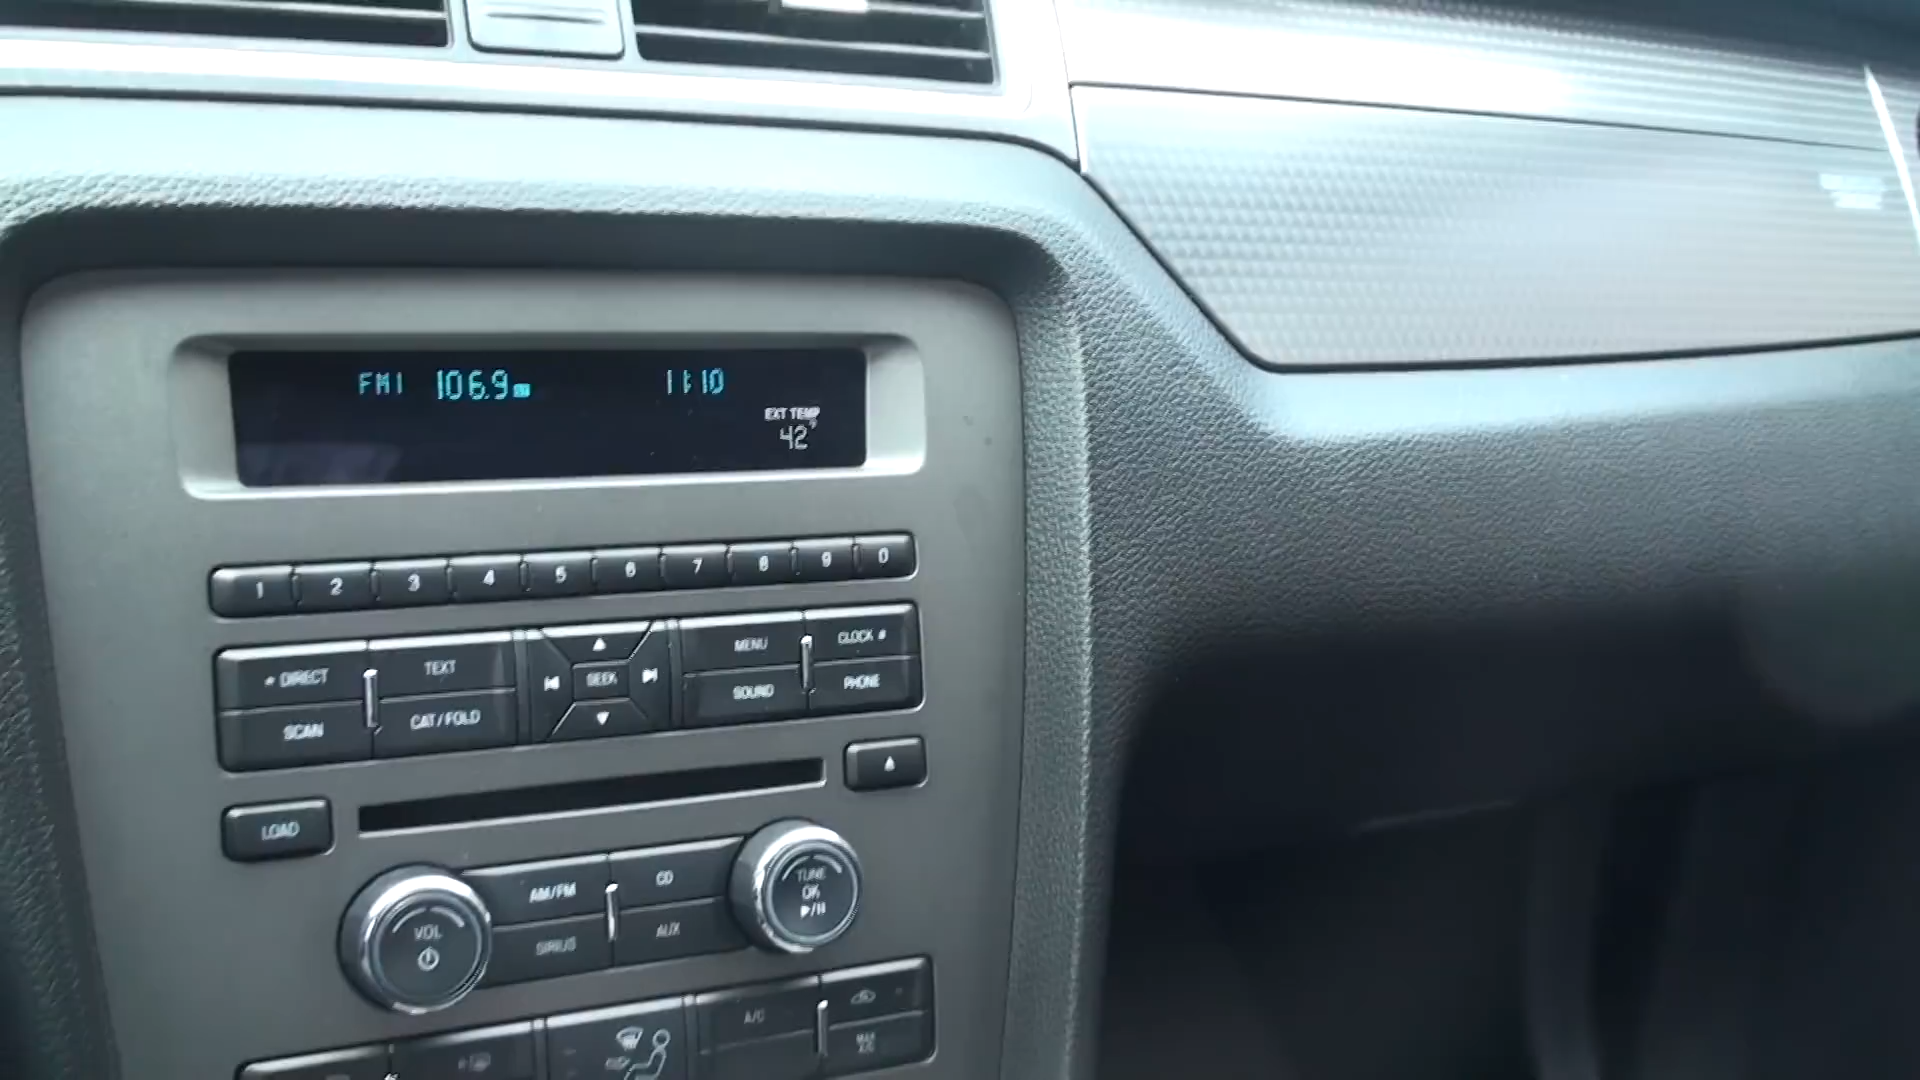 FM1 106.9 11:10
EXT TEMP
42°
1 2 3 4 5 6 7 8 9 0
* DIRECT TEXT MENU CLOCK #
SEEK
SCAN CAT/FOLD SOUND PHONE
LOAD
AM/FM CD
TUNE
OK
VOL
SIRIUS AUX
A/C
MAX
A/C